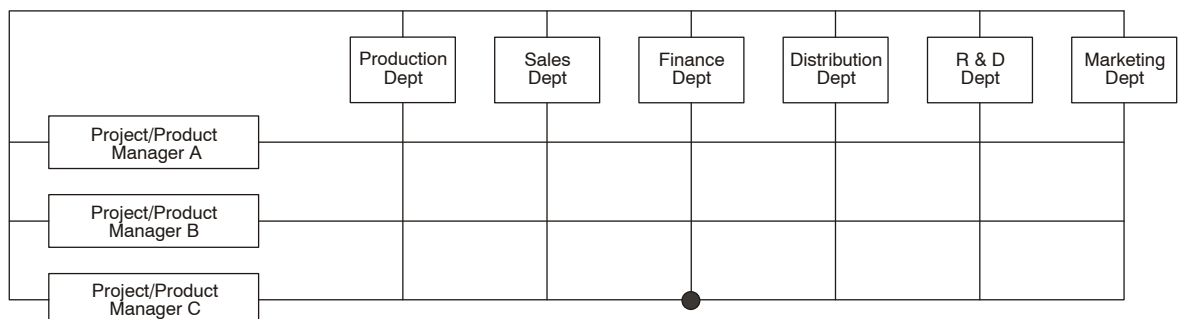 Production
Dept
Sales
Dept
Finance
Dept
Distribution
Dept
R & D
Dept
Marketing
Dept
Project/Product
Manager A
Project/Product
Manager B
Project/Product
Manager C